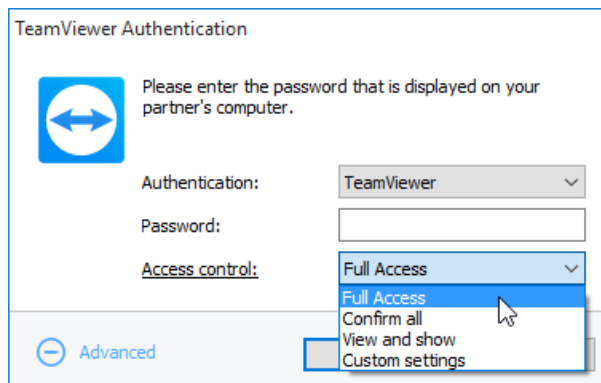 TeamViewer Authentication
Please enter the password that is displayed on your
partner's computer.
Authentication: TeamViewer
Password:
Access control: Full Access
Full Access
Confirm all
View and show
Custom settings
Advanced